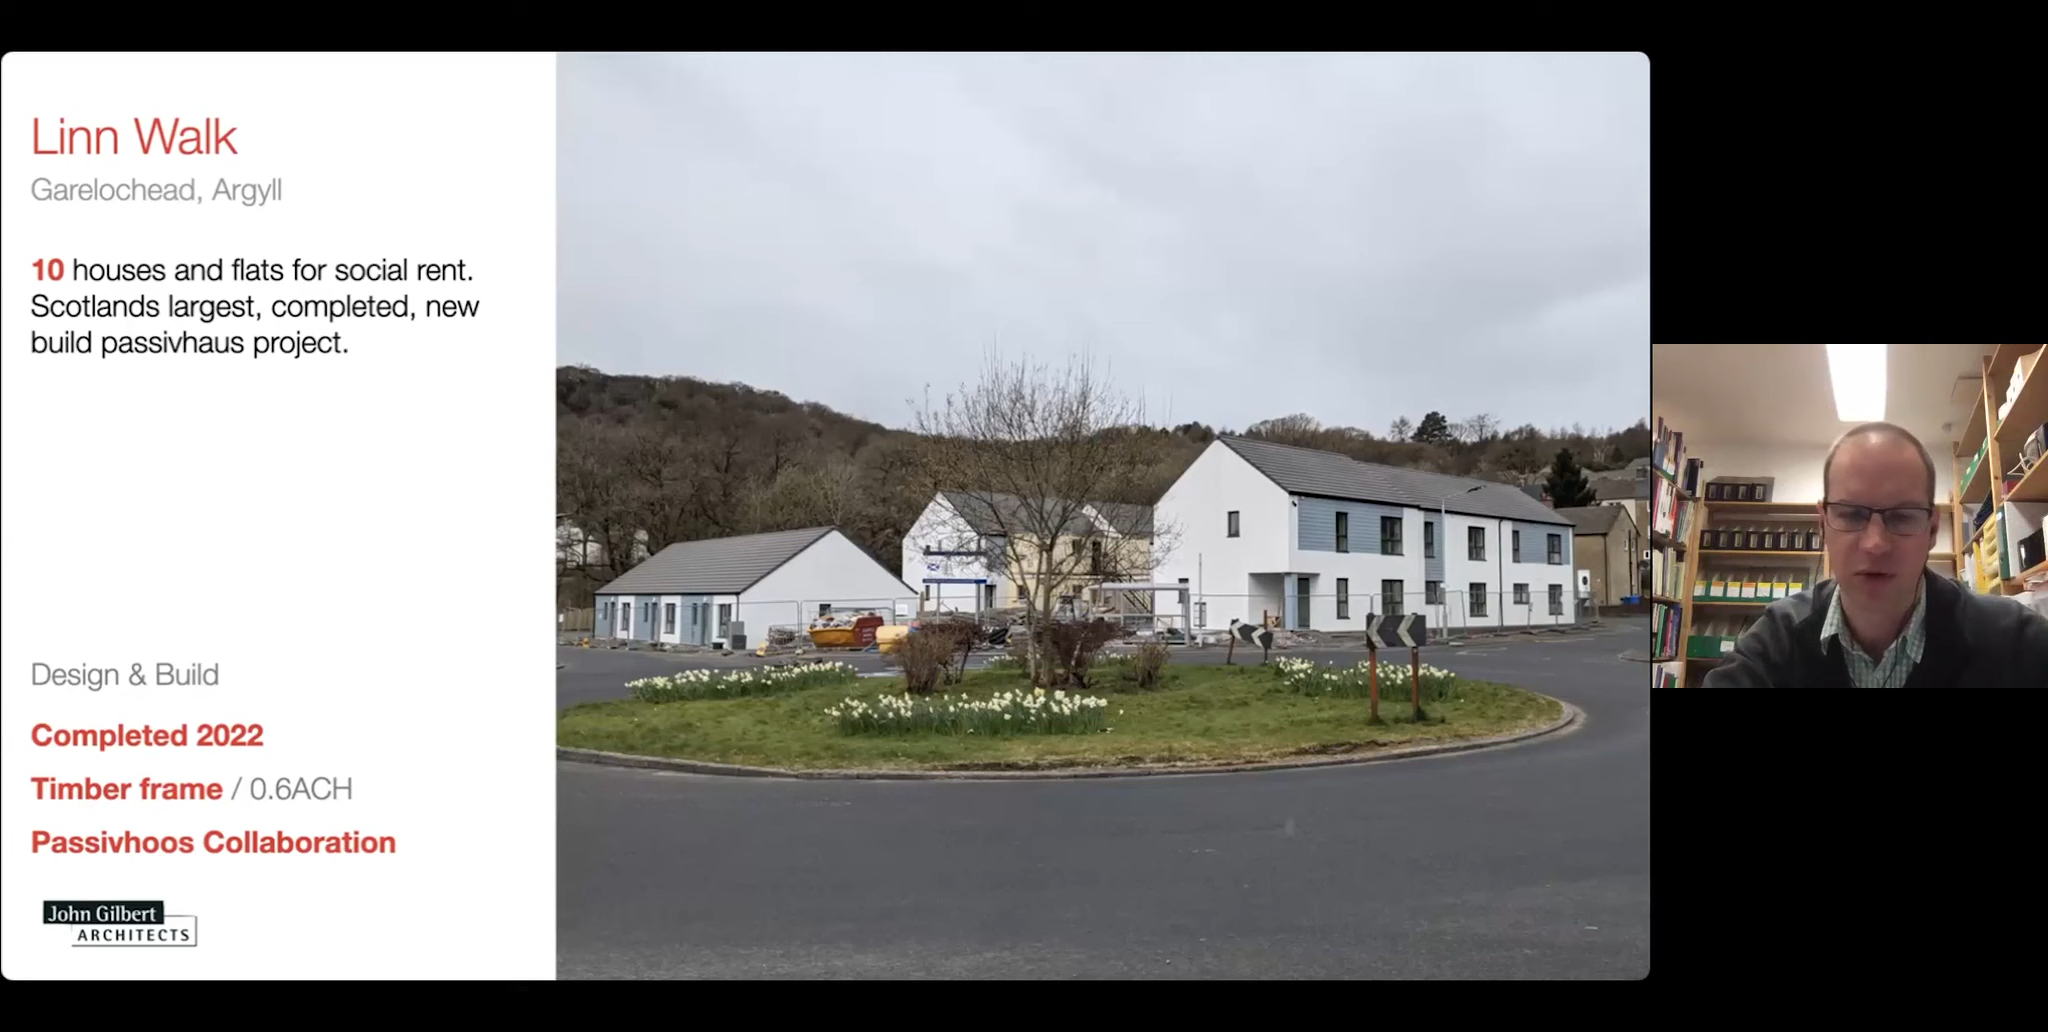 Linn Walk
Garelochead, Argyll
10 houses and flats for social rent.
Scotlands largest, completed, new
build passivhaus project.
Design & Build
Completed 2022
Timber frame / 0.6ACH
Passivhoos Collaboration
John Gilbert
ARCHITECTS